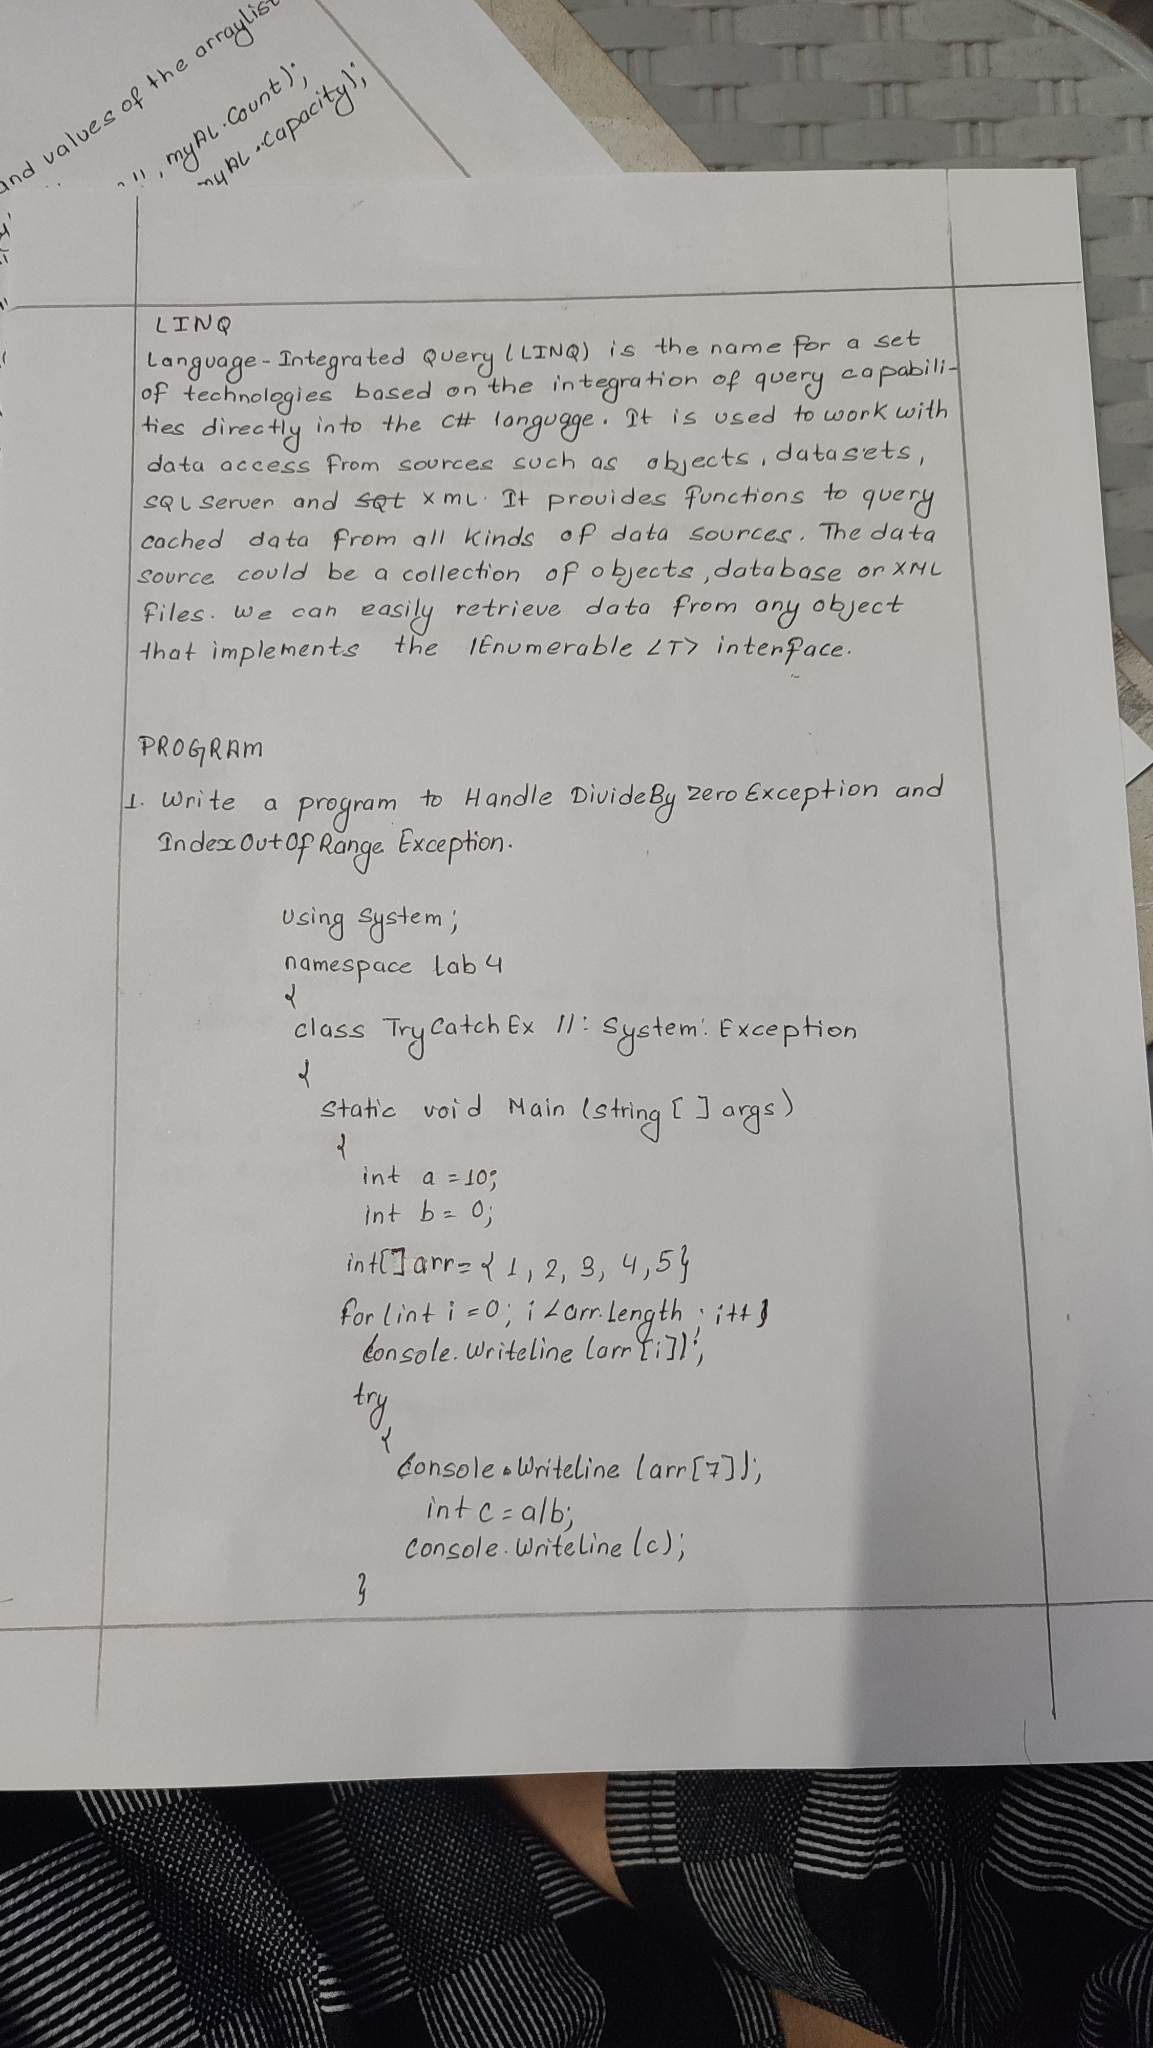 and values of the arraylist
", myAL.Count);
myAL.capacity);
LINQ
Language-Integrated Query (LINQ) is the name for a set
of technologies based on the integration of query capabili-
ties directly into the C# language. It is used to work with
data access from sources such as objects, datasets,
SQL Server and XML. It provides functions to query
cached data from all kinds of data sources. The data
source could be a collection of objects, database or XML
files. We can easily retrieve data from any object
that implements the IEnumerable <T> interface.
PROGRAM
1. Write a program to Handle DivideBy Zero Exception and
IndexOutOfRange Exception.
using System;
namespace Lab4
{
class TryCatchEx //: System.Exception
{
static void Main (string [ ] args)
{
int a = 10;
int b = 0;
int[] arr = { 1, 2, 3, 4, 5}
for (int i = 0; i < arr.Length ; i++)
Console.Writeline (arr [i]);
try
{
Console.Writeline (arr[7]);
int c = a/b;
Console.Writeline (c);
}